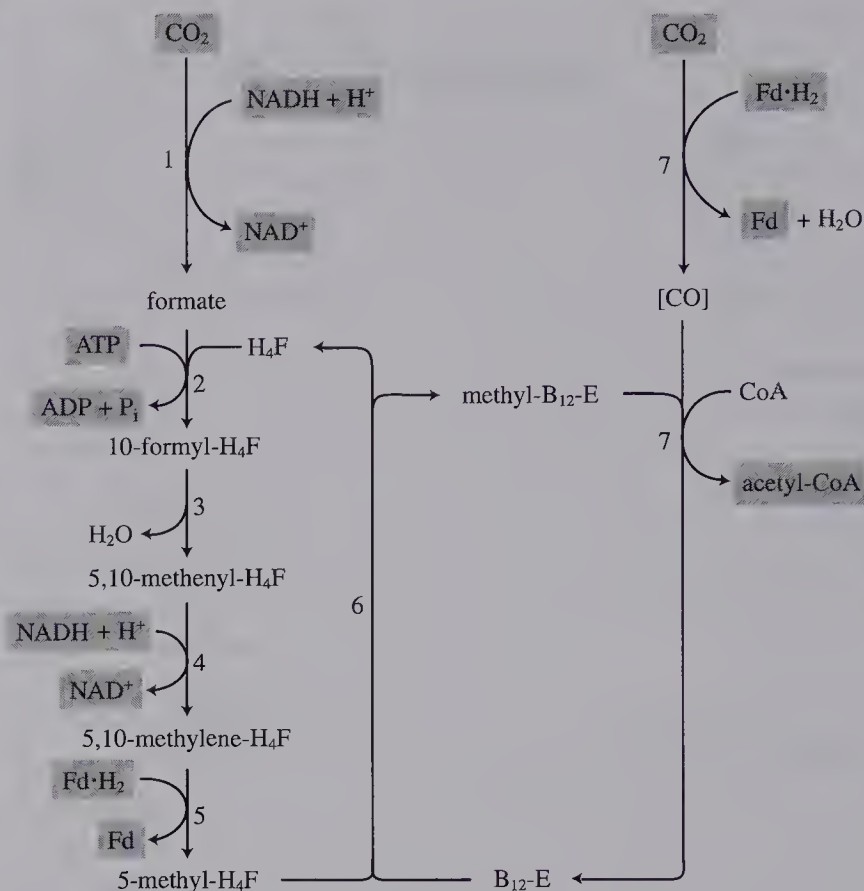 CO₂
NADH + H⁺
1
NAD⁺
formate
ATP
H₄F
2
ADP + Pᵢ
10-formyl-H₄F
3
H₂O
5,10-methenyl-H₄F
NADH + H⁺
4
NAD⁺
5,10-methylene-H₄F
Fd·H₂
5
Fd
5-methyl-H₄F
6
methyl-B₁₂-E
B₁₂-E
CO₂
Fd·H₂
7
Fd + H₂O
[CO]
CoA
7
acetyl-CoA